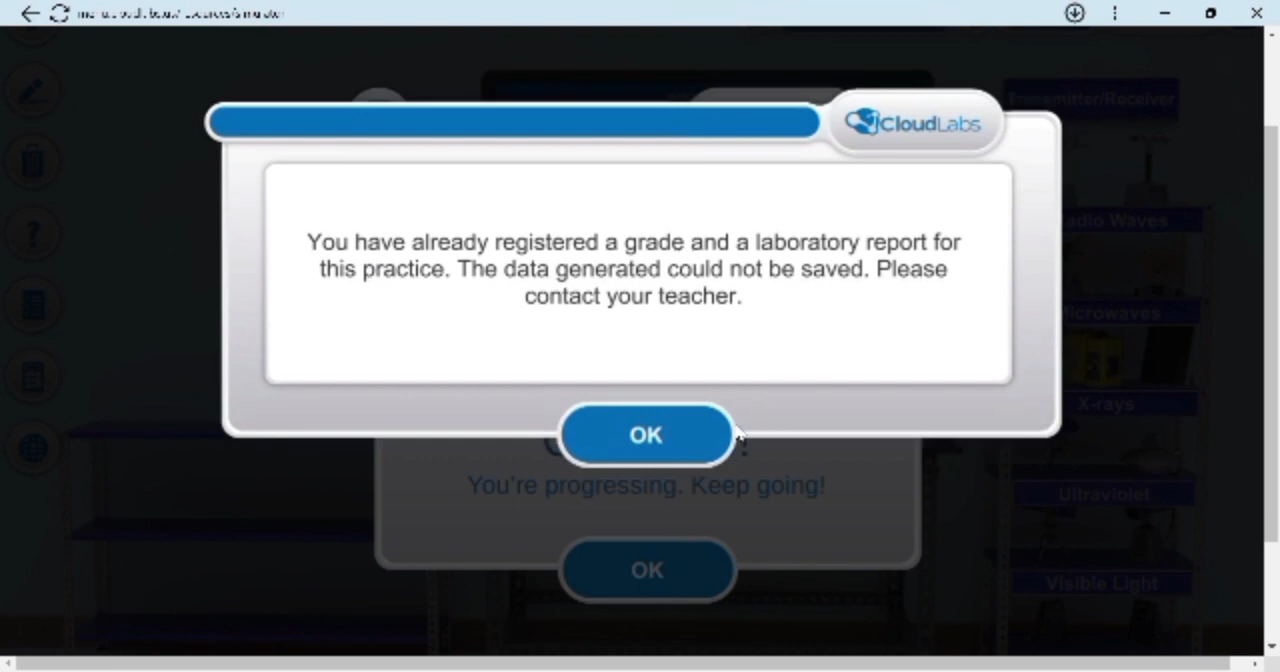 CloudLabs
You have already registered a grade and a laboratory report for
this practice. The data generated could not be saved. Please
contact your teacher.
OK
You're progressing. Keep going!
OK
Transmitter/Receiver
Radio Waves
Microwaves
X-rays
Ultraviolet
Visible Light